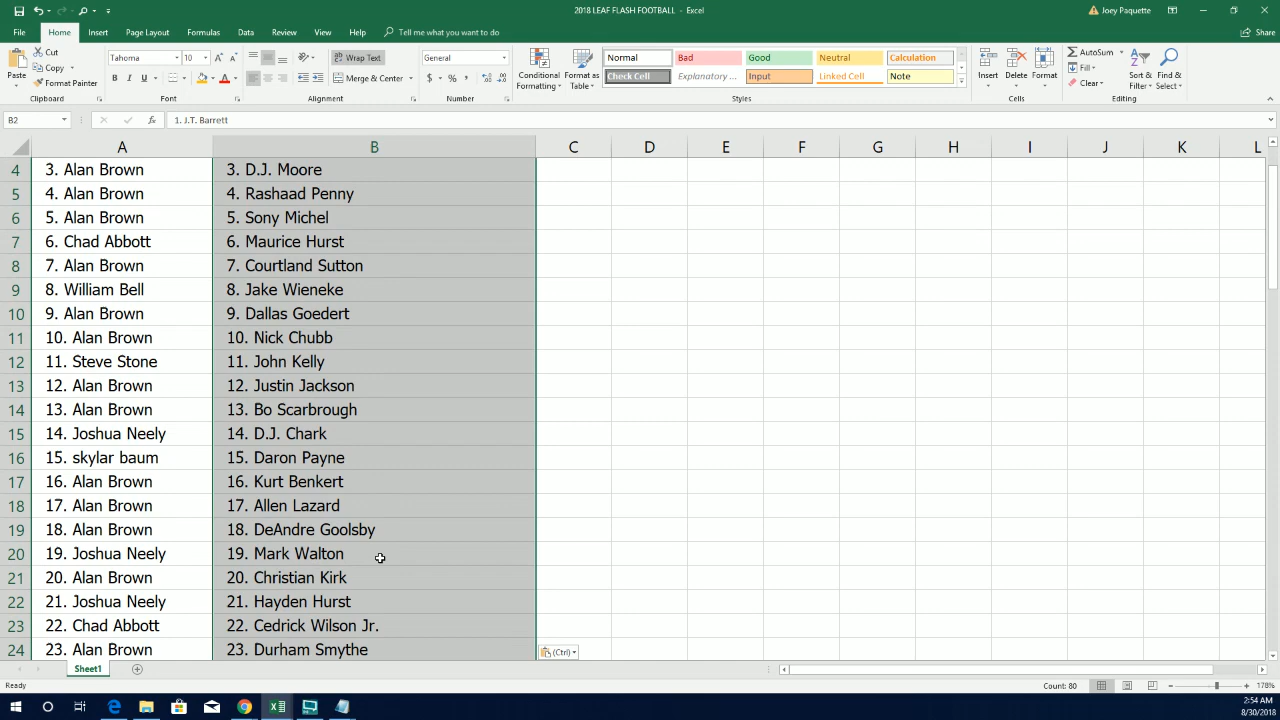 2018 LEAF FLASH FOOTBALL - Excel
Joey Paquette
File Home Insert Page Layout Formulas Data Review View Help Tell me what you want to do Share
Paste Cut Copy Format Painter Clipboard
Tahoma 10 A A B I U A Font
Wrap Text Merge & Center Alignment
General $ % , Number
Conditional Formatting Format as Table
Normal Bad Good Neutral Calculation
Check Cell Explanatory ... Input Linked Cell Note
Styles
Insert Delete Format Cells
AutoSum Fill Clear Sort & Filter Find & Select Editing
B2 fx 1. J.T. Barrett
A B C D E F G H I J K L
4 3. Alan Brown 3. D.J. Moore
5 4. Alan Brown 4. Rashaad Penny
6 5. Alan Brown 5. Sony Michel
7 6. Chad Abbott 6. Maurice Hurst
8 7. Alan Brown 7. Courtland Sutton
9 8. William Bell 8. Jake Wieneke
10 9. Alan Brown 9. Dallas Goedert
11 10. Alan Brown 10. Nick Chubb
12 11. Steve Stone 11. John Kelly
13 12. Alan Brown 12. Justin Jackson
14 13. Alan Brown 13. Bo Scarbrough
15 14. Joshua Neely 14. D.J. Chark
16 15. skylar baum 15. Daron Payne
17 16. Alan Brown 16. Kurt Benkert
18 17. Alan Brown 17. Allen Lazard
19 18. Alan Brown 18. DeAndre Goolsby
20 19. Joshua Neely 19. Mark Walton
21 20. Alan Brown 20. Christian Kirk
22 21. Joshua Neely 21. Hayden Hurst
23 22. Chad Abbott 22. Cedrick Wilson Jr.
24 23. Alan Brown 23. Durham Smythe
(Ctrl)
Sheet1
Ready Count: 80 178%
2:54 AM
8/30/2018